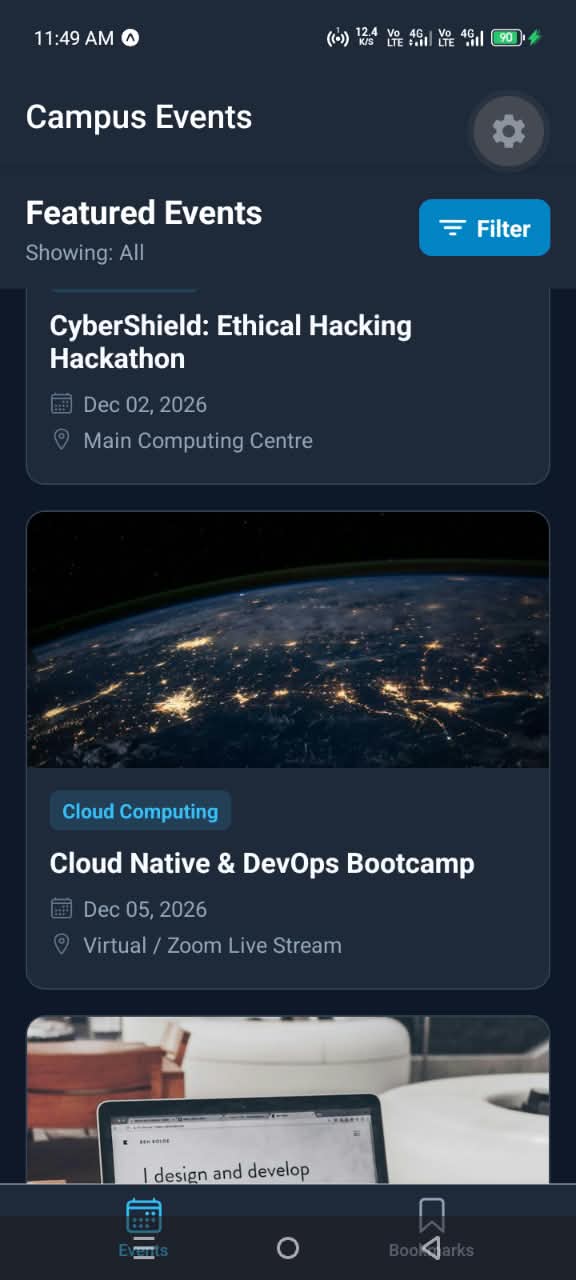 11:49 AM
12.4
K/S
Vo
LTE
4G
Vo
LTE
4G
90
Campus Events
Featured Events
Showing: All
Filter
CyberShield: Ethical Hacking
Hackathon
Dec 02, 2026
Main Computing Centre
Cloud Computing
Cloud Native & DevOps Bootcamp
Dec 05, 2026
Virtual / Zoom Live Stream
I design and develop
Events
Bookmarks